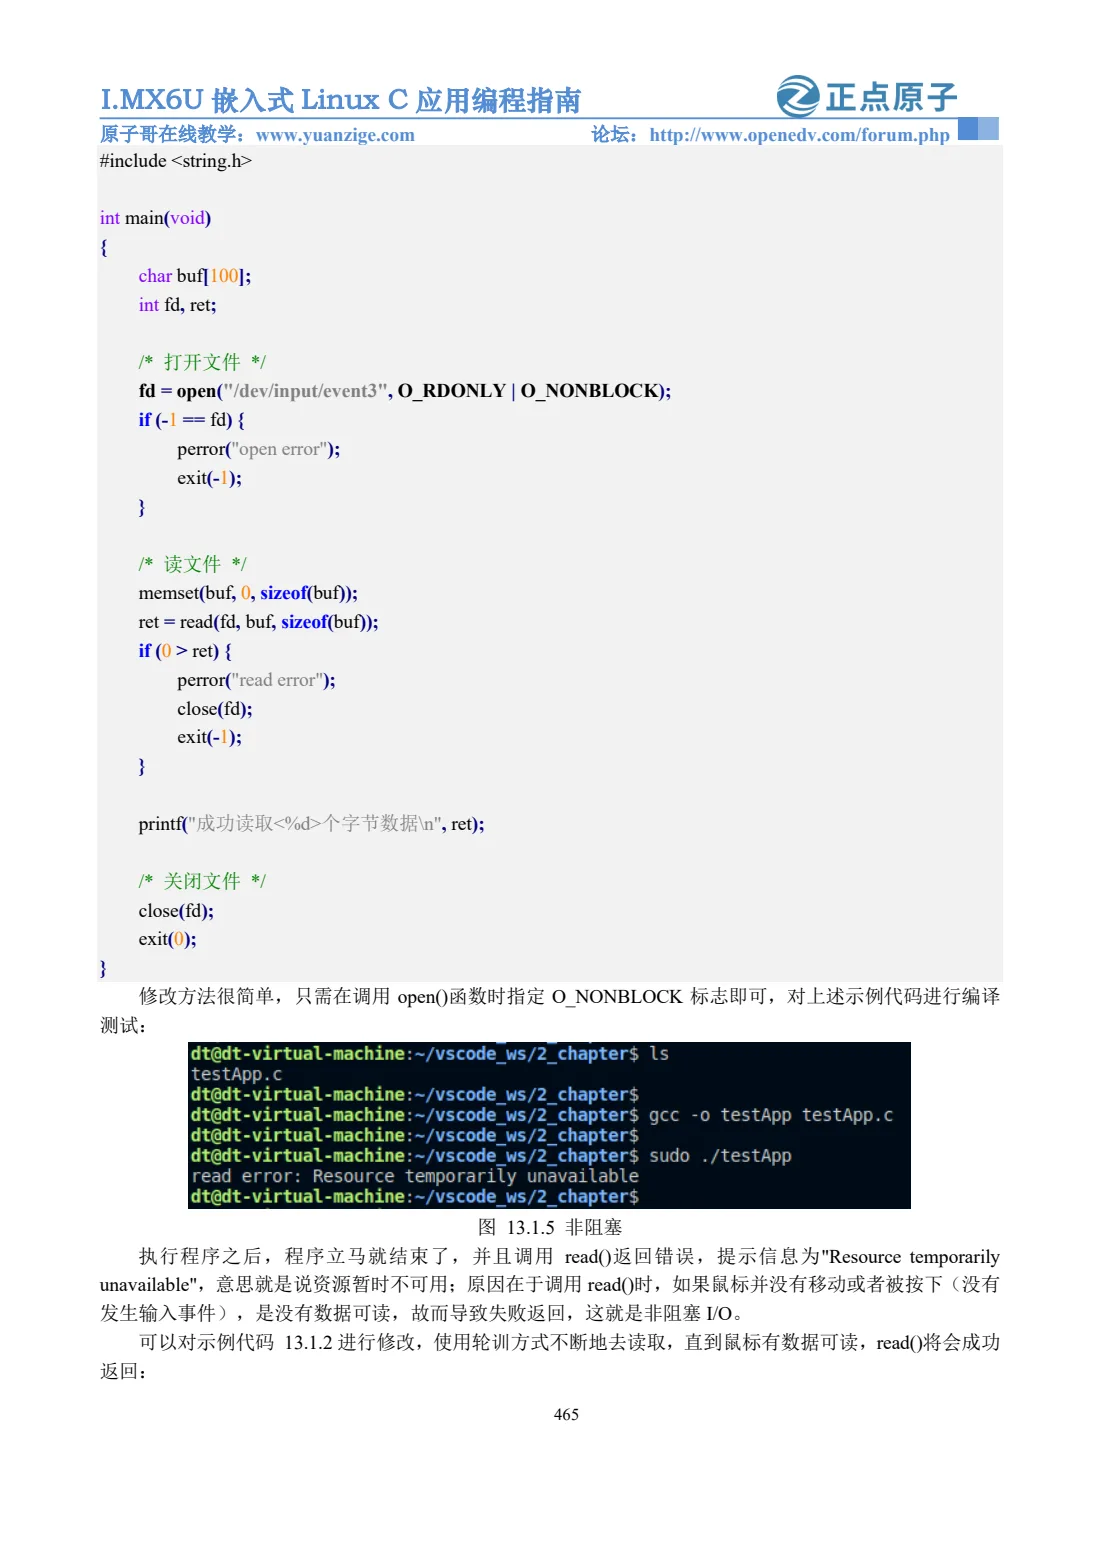 I.MX6U 嵌入式 Linux C 应用编程指南
正点原子
原子哥在线教学：www.yuanzige.com 论坛：http://www.openedv.com/forum.php
#include <string.h>
int main(void)
{
char buf[100];
int fd, ret;
/* 打开文件 */
fd = open("/dev/input/event3", O_RDONLY | O_NONBLOCK);
if (-1 == fd) {
perror("open error");
exit(-1);
}
/* 读文件 */
memset(buf, 0, sizeof(buf));
ret = read(fd, buf, sizeof(buf));
if (0 > ret) {
perror("read error");
close(fd);
exit(-1);
}
printf("成功读取<%d>个字节数据\n", ret);
/* 关闭文件 */
close(fd);
exit(0);
}
修改方法很简单，只需在调用 open()函数时指定 O_NONBLOCK 标志即可，对上述示例代码进行编译
测试：
dt@dt-virtual-machine:~/vscode_ws/2_chapter$ ls
testApp.c
dt@dt-virtual-machine:~/vscode_ws/2_chapter$
dt@dt-virtual-machine:~/vscode_ws/2_chapter$ gcc -o testApp testApp.c
dt@dt-virtual-machine:~/vscode_ws/2_chapter$
dt@dt-virtual-machine:~/vscode_ws/2_chapter$ sudo ./testApp
read error: Resource temporarily unavailable
dt@dt-virtual-machine:~/vscode_ws/2_chapter$
图 13.1.5 非阻塞
执行程序之后，程序立马就结束了，并且调用 read()返回错误，提示信息为"Resource temporarily
unavailable"，意思就是说资源暂时不可用；原因在于调用 read()时，如果鼠标并没有移动或者被按下（没有
发生输入事件），是没有数据可读，故而导致失败返回，这就是非阻塞 I/O。
可以对示例代码 13.1.2 进行修改，使用轮训方式不断地去读取，直到鼠标有数据可读，read()将会成功
返回：
465